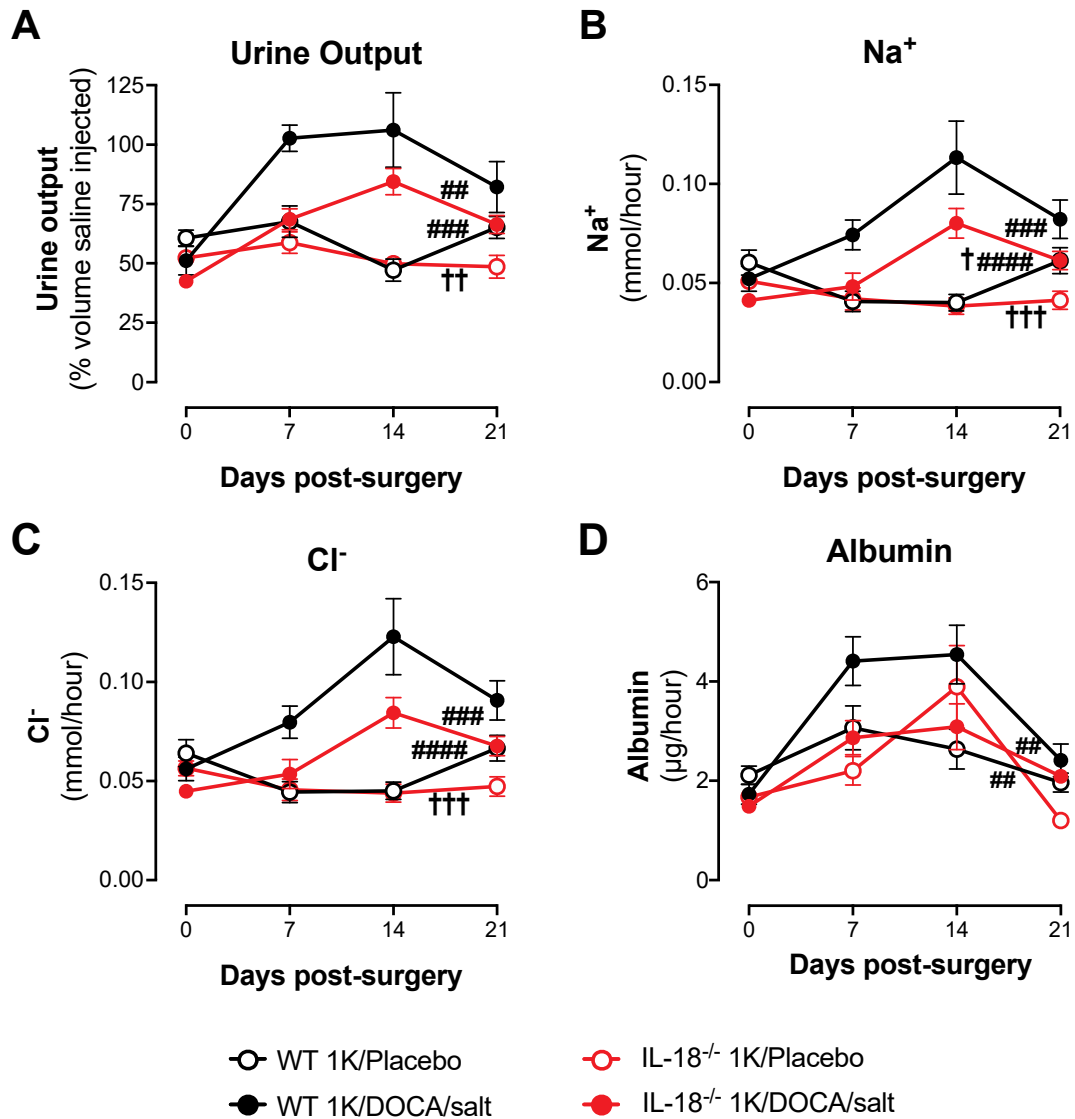 A
Urine Output
Urine output
(% volume saline injected)
125
100
75
50
25
0
##
###
††
0 7 14 21
Days post-surgery
B
Na⁺
Na⁺
(mmol/hour)
0.15
0.10
0.05
0.00
###
†####
†††
0 7 14 21
Days post-surgery
C
Cl⁻
Cl⁻
(mmol/hour)
0.15
0.10
0.05
0.00
###
####
†††
0 7 14 21
Days post-surgery
D
Albumin
Albumin
(µg/hour)
6
4
2
0
##
##
0 7 14 21
Days post-surgery
WT 1K/Placebo
IL-18⁻/⁻ 1K/Placebo
WT 1K/DOCA/salt
IL-18⁻/⁻ 1K/DOCA/salt